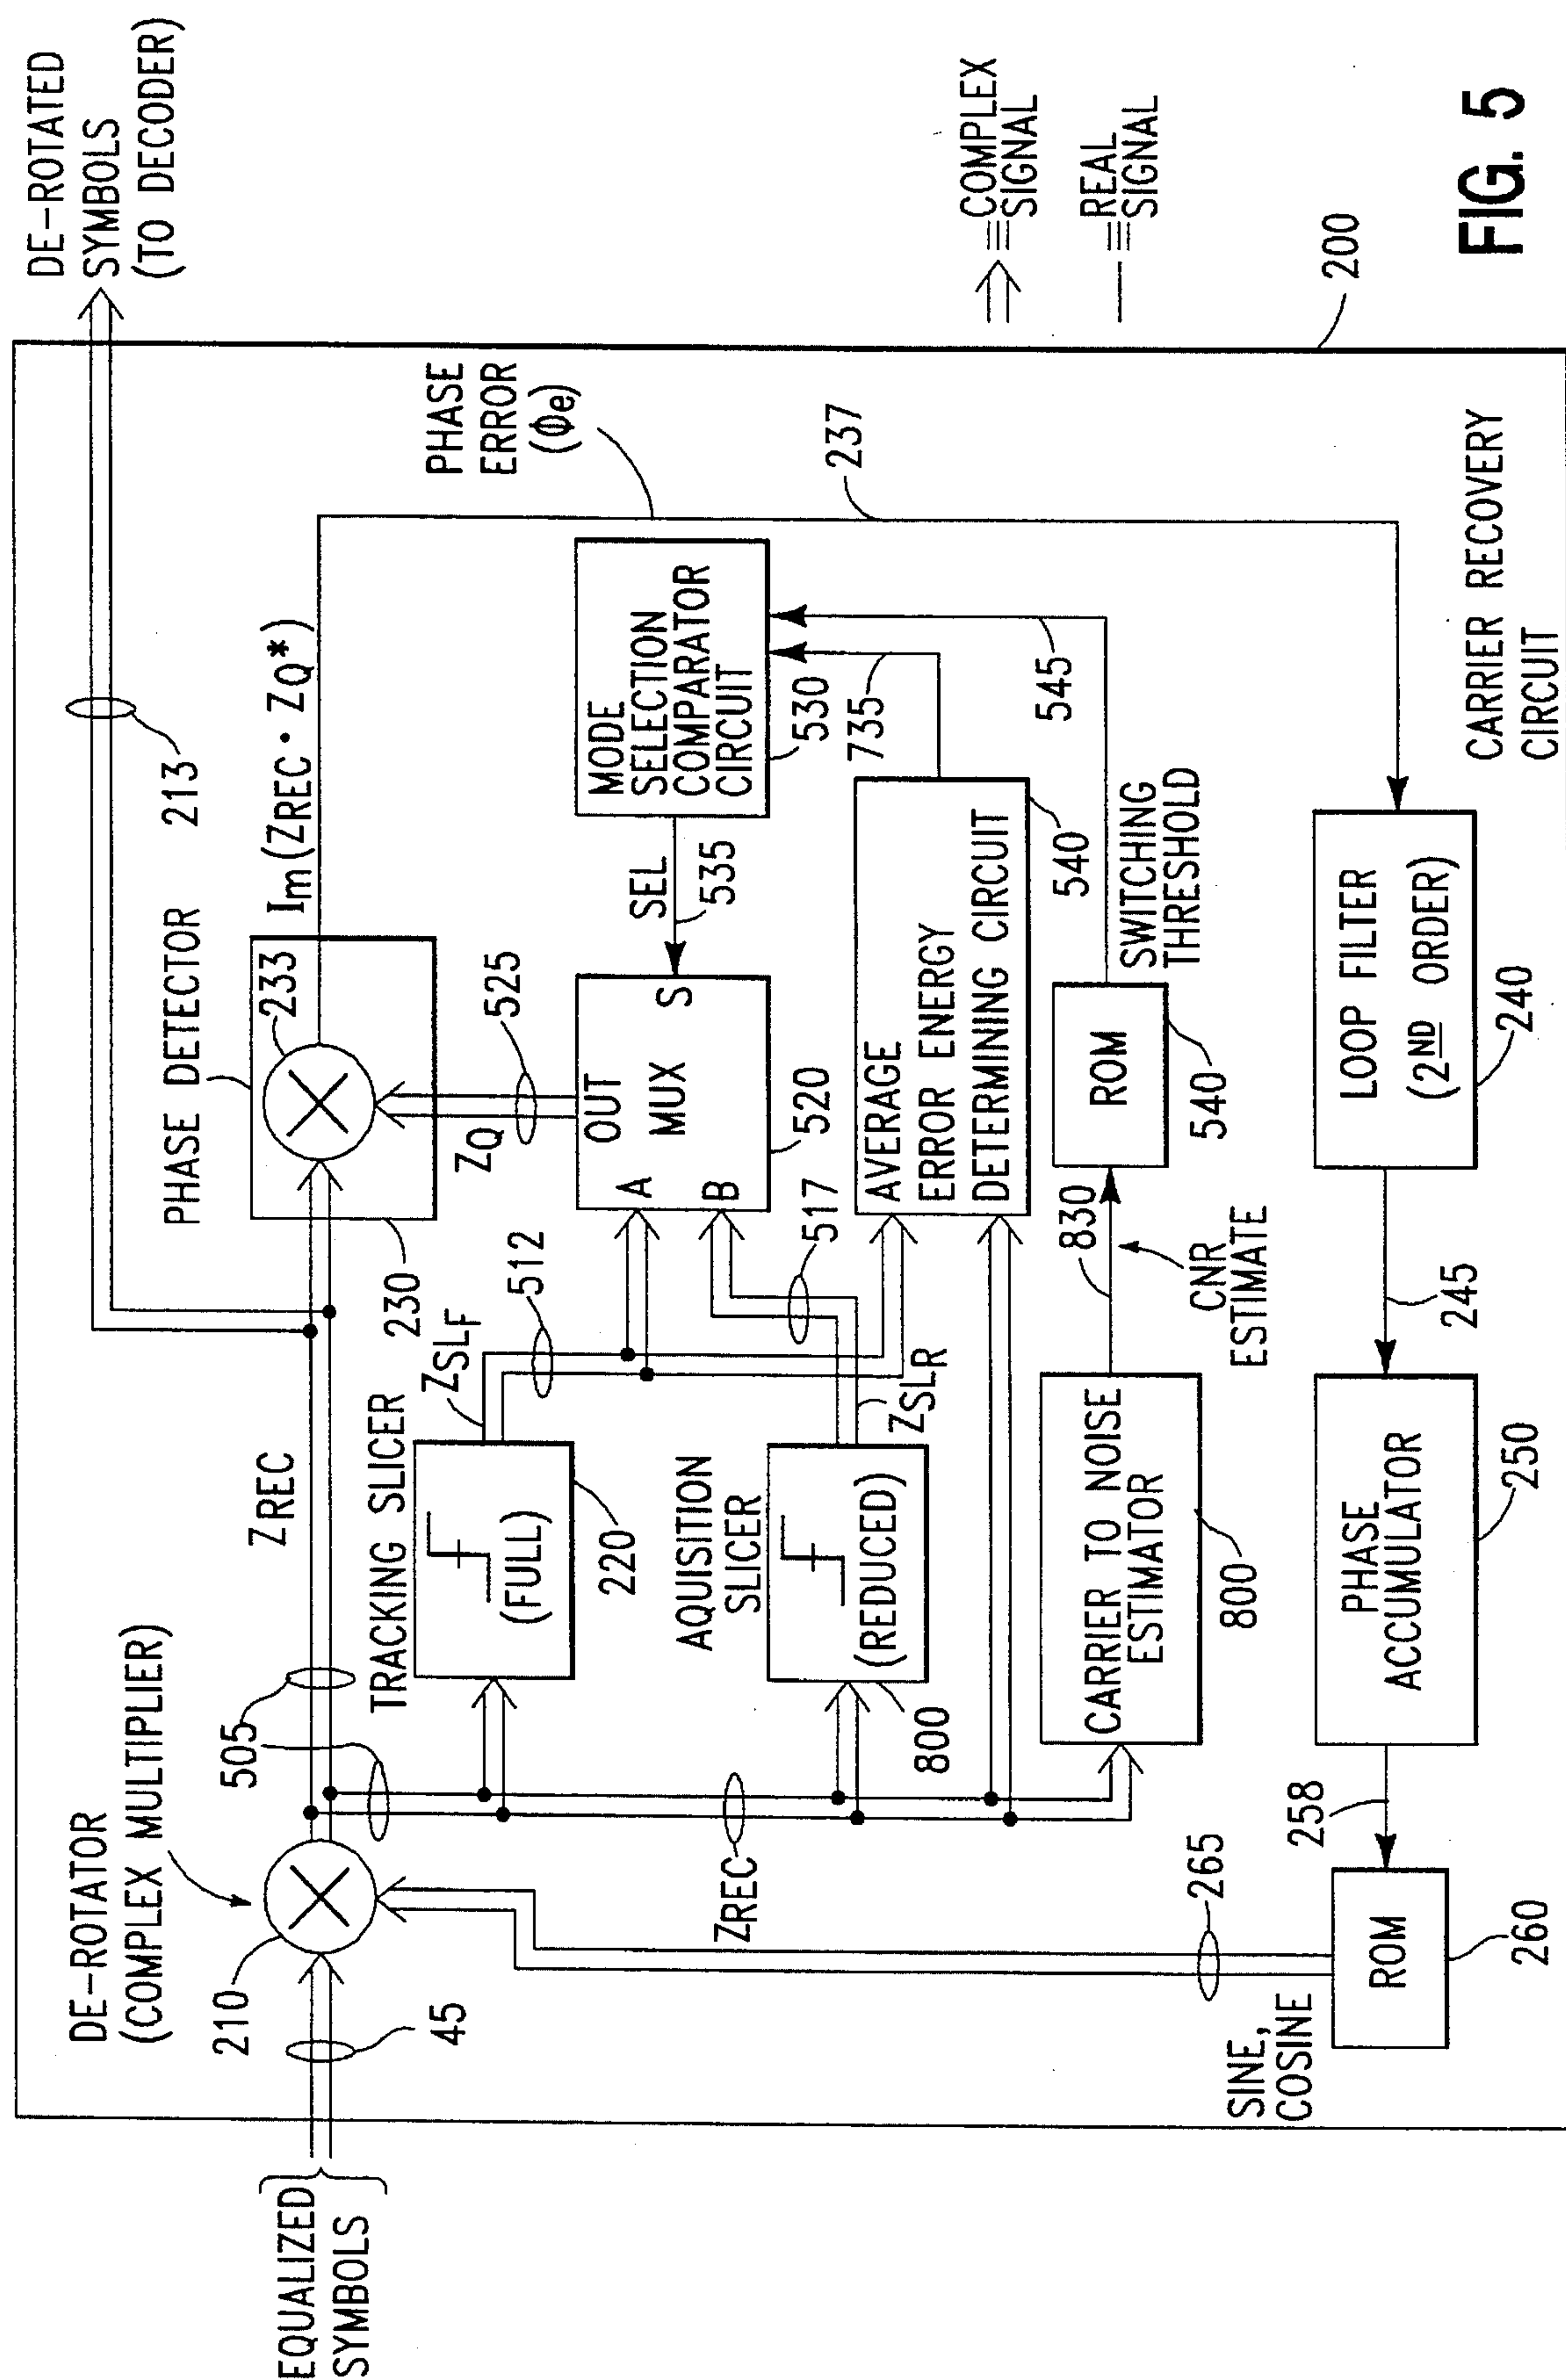 DE-ROTATED
SYMBOLS
(TO DECODER)
213
DE-ROTATOR
(COMPLEX MULTIPLIER)
210
45
EQUALIZED
SYMBOLS
505
ZREC
PHASE DETECTOR
233
230
Im(ZREC · ZQ*)
PHASE
ERROR
(Φe)
237
TRACKING SLICER
(FULL)
220
ZSLF
512
ZQ
525
OUT
A
MUX
S
B
520
SEL
535
MODE
SELECTION
COMPARATOR
CIRCUIT
530
AQUISITION
SLICER
(REDUCED)
800
ZSLR
517
ZREC
AVERAGE
ERROR ENERGY
DETERMINING CIRCUIT
540
735
545
CARRIER TO NOISE
ESTIMATOR
800
830
CNR
ESTIMATE
ROM
540
SWITCHING
THRESHOLD
SINE,
COSINE
265
ROM
260
258
PHASE
ACCUMULATOR
250
245
LOOP FILTER
(2ND ORDER)
240
CARRIER RECOVERY
CIRCUIT
COMPLEX
SIGNAL
REAL
SIGNAL
200
FIG. 5